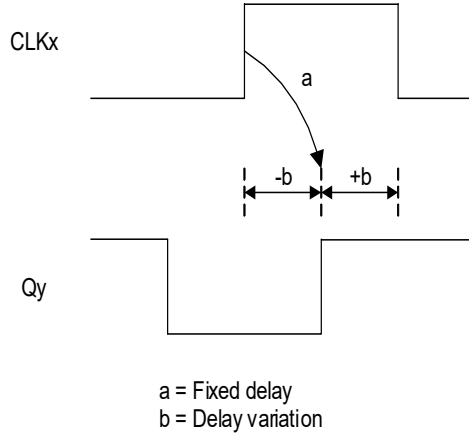 CLKx
a
-b
+b
Qy
a = Fixed delay
b = Delay variation